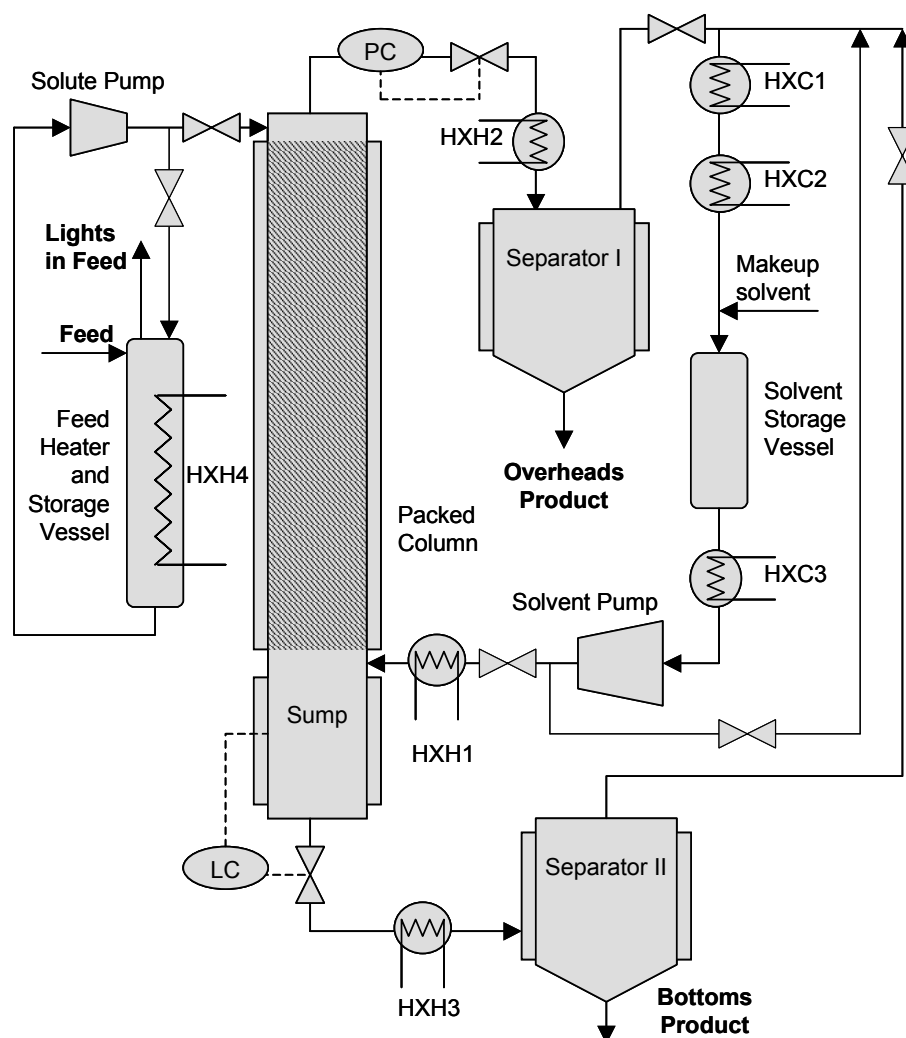 PC
Solute Pump
HXC1
HXH2
HXC2
Lights
in Feed
Separator I
Makeup
solvent
Feed
Feed
Heater
and
Storage
Vessel
HXH4
Solvent
Storage
Vessel
Overheads
Product
Packed
Column
HXC3
Solvent Pump
Sump
HXH1
LC
Separator II
HXH3
Bottoms
Product